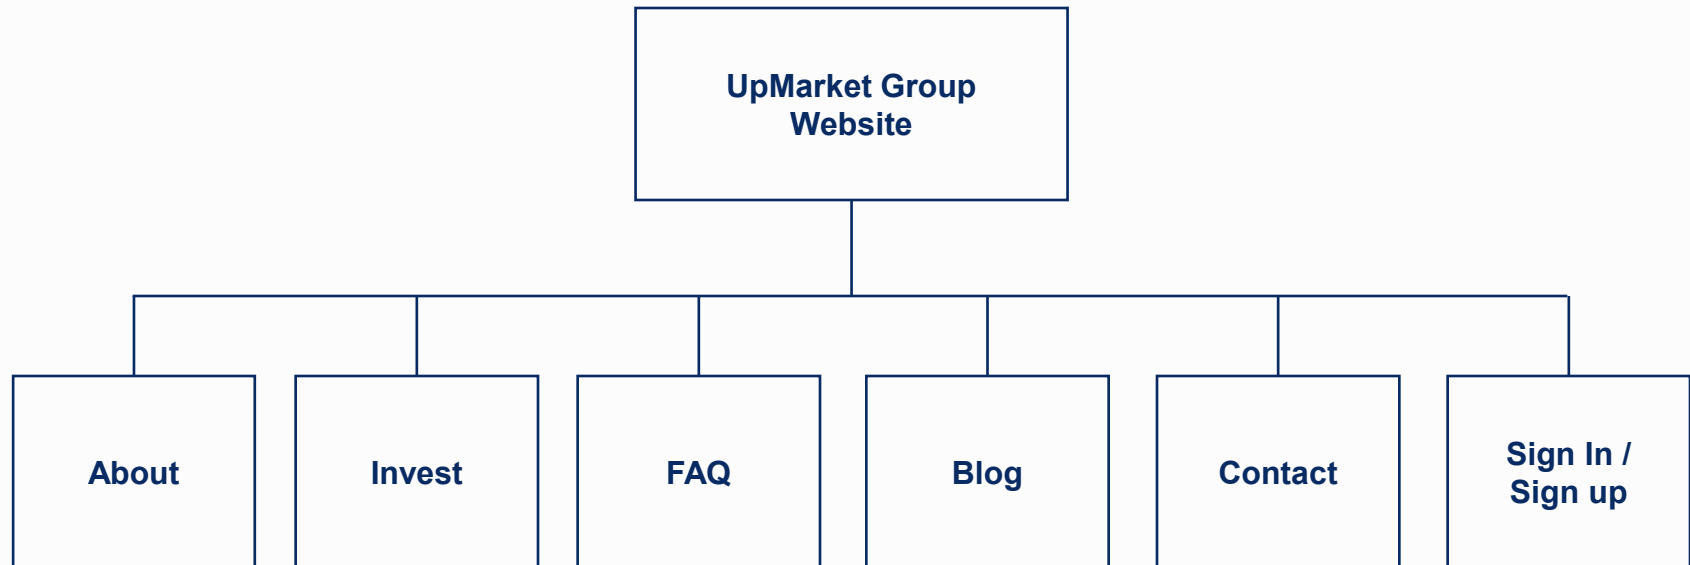 UpMarket Group
Website
About
Invest
FAQ
Blog
Contact
Sign In /
Sign up